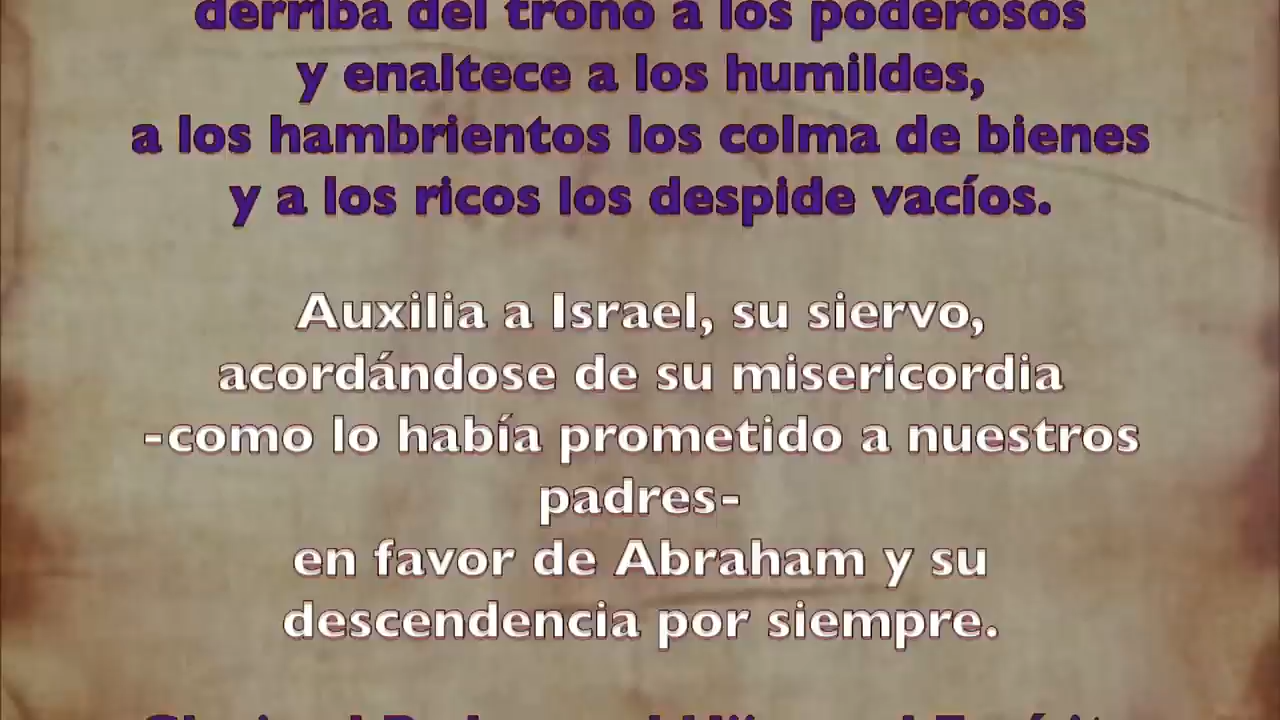 derriba del trono a los poderosos
y enaltece a los humildes,
a los hambrientos los colma de bienes
y a los ricos los despide vacíos.
Auxilia a Israel, su siervo,
acordándose de su misericordia
-como lo había prometido a nuestros
padres-
en favor de Abraham y su
descendencia por siempre.